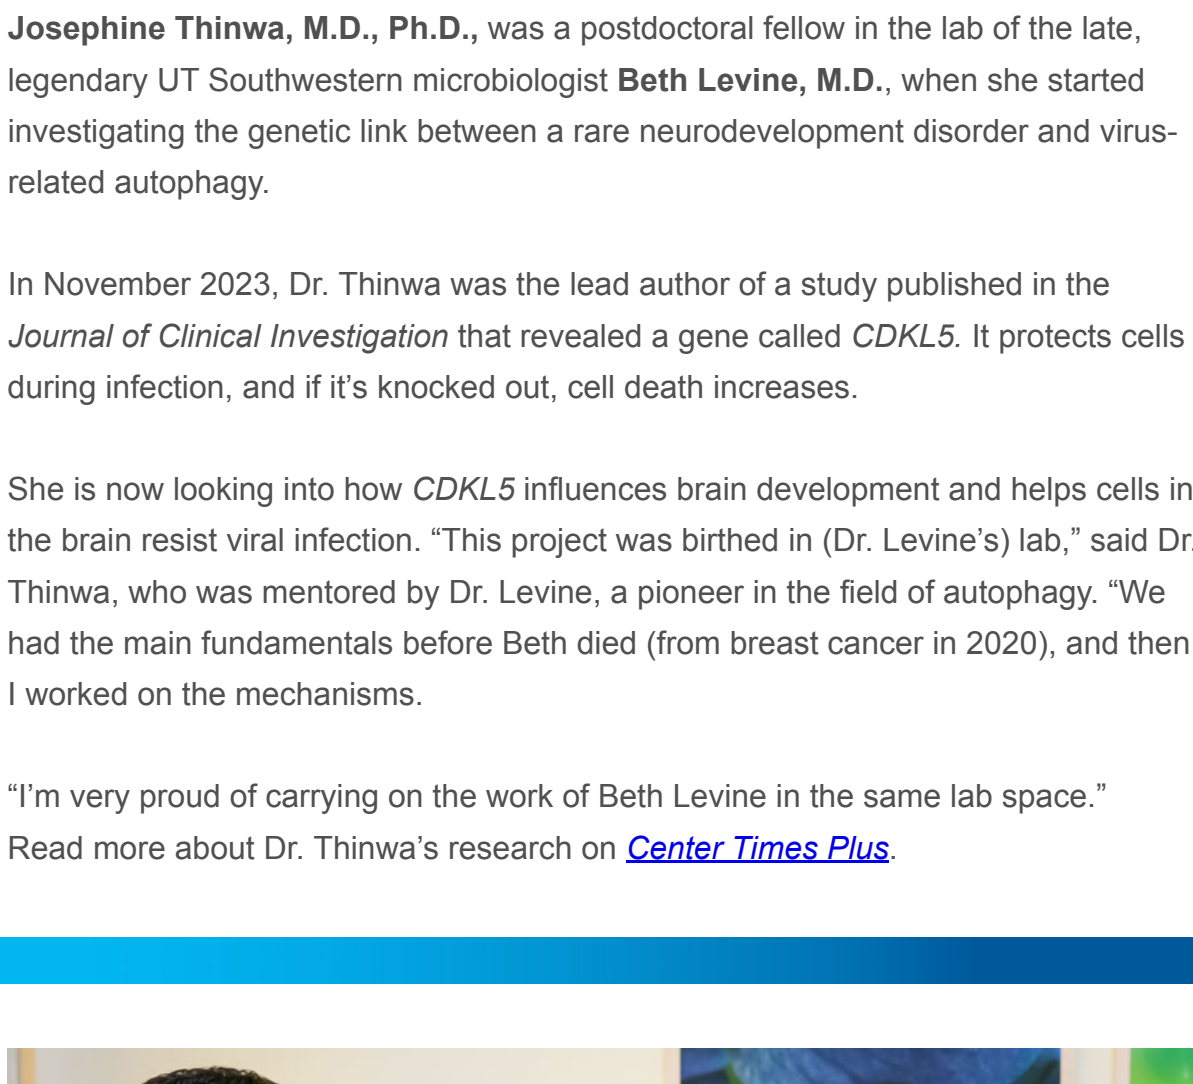 Josephine Thinwa, M.D., Ph.D., was a postdoctoral fellow in the lab of the late,
legendary UT Southwestern microbiologist Beth Levine, M.D., when she started
investigating the genetic link between a rare neurodevelopment disorder and virus-
related autophagy.
In November 2023, Dr. Thinwa was the lead author of a study published in the
Journal of Clinical Investigation that revealed a gene called CDKL5. It protects cells
during infection, and if it’s knocked out, cell death increases.
She is now looking into how CDKL5 influences brain development and helps cells in
the brain resist viral infection. “This project was birthed in (Dr. Levine’s) lab,” said Dr.
Thinwa, who was mentored by Dr. Levine, a pioneer in the field of autophagy. “We
had the main fundamentals before Beth died (from breast cancer in 2020), and then
I worked on the mechanisms.
“I’m very proud of carrying on the work of Beth Levine in the same lab space.”
Read more about Dr. Thinwa’s research on Center Times Plus.